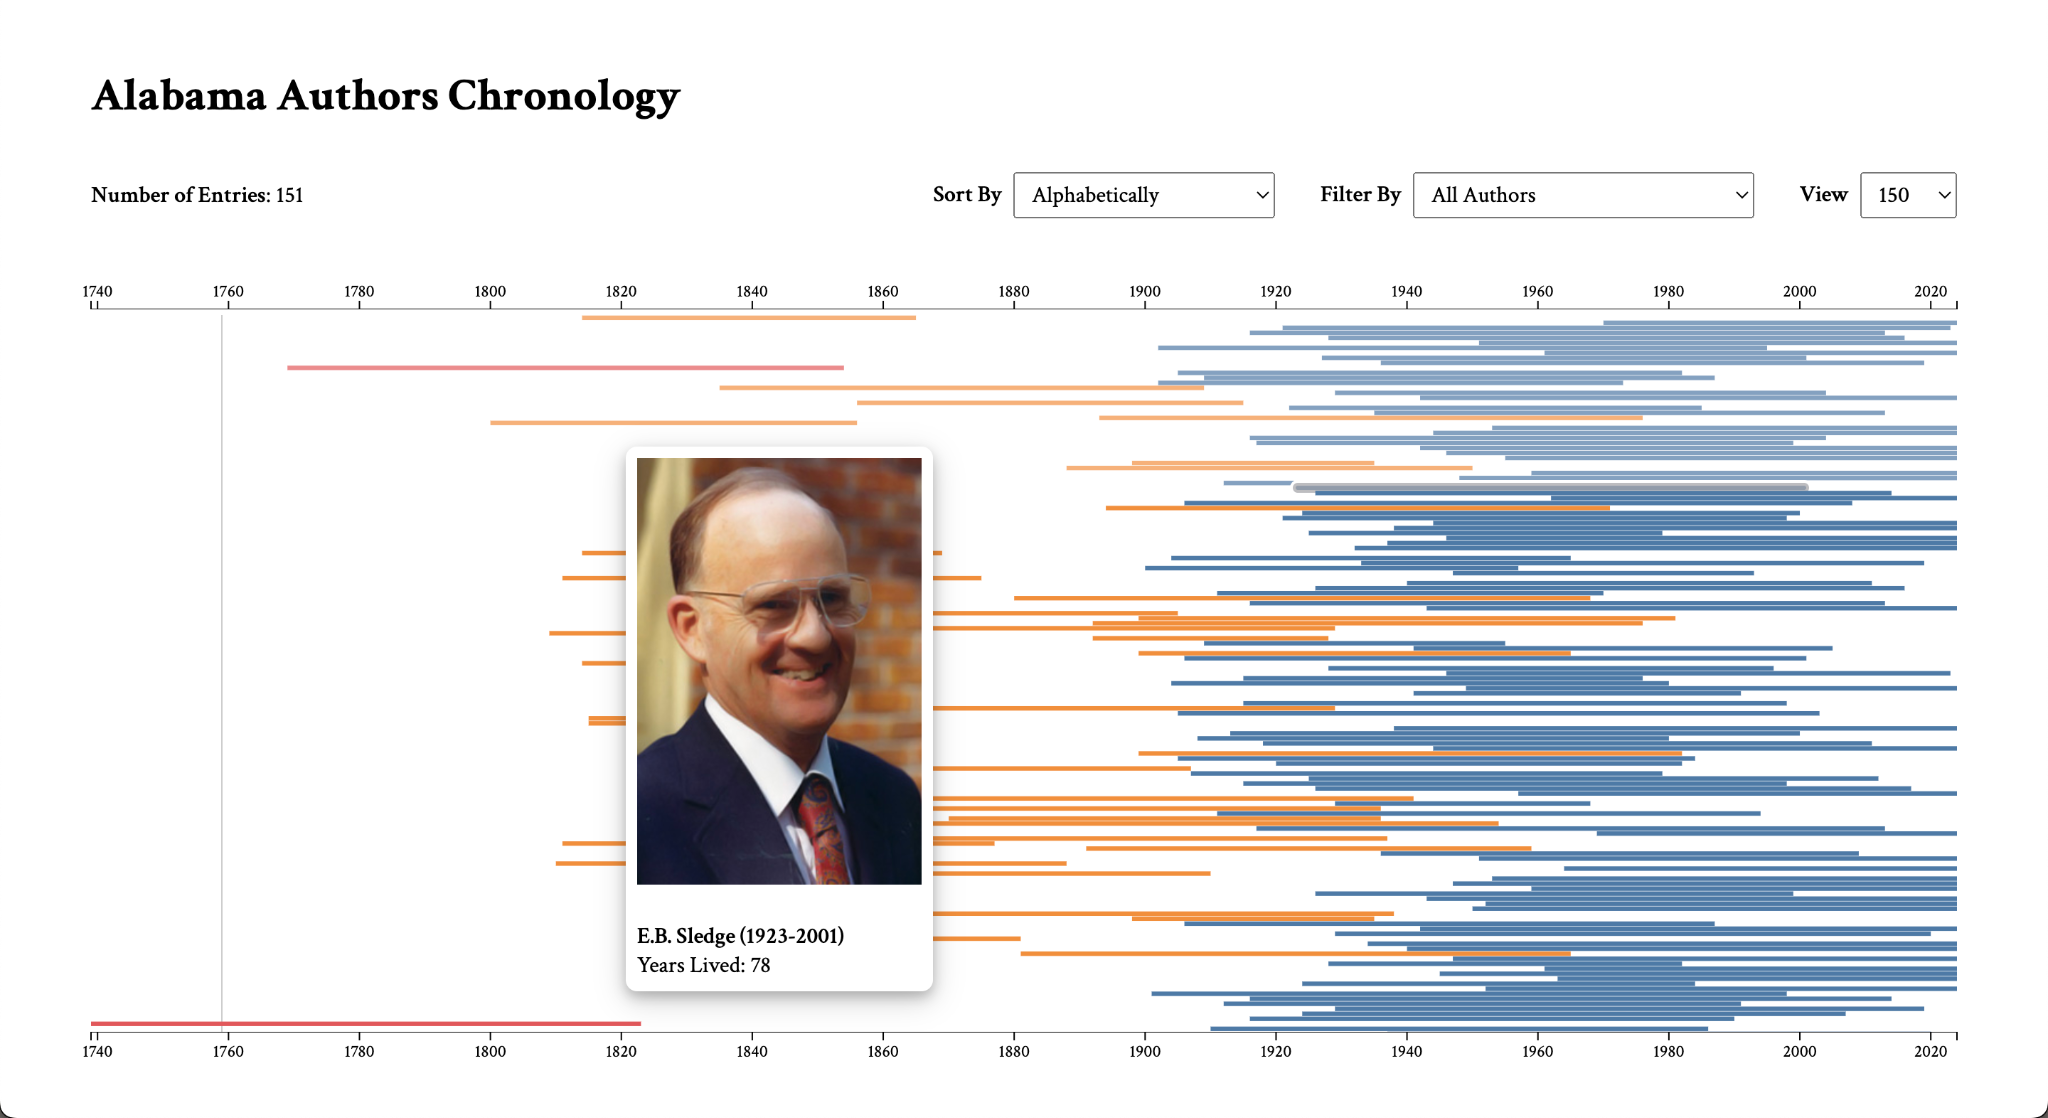 Alabama Authors Chronology
Number of Entries: 151
Sort By Alphabetically Filter By All Authors View 150
1740 1760 1780 1800 1820 1840 1860 1880 1900 1920 1940 1960 1980 2000 2020
E.B. Sledge (1923-2001)
Years Lived: 78
1740 1760 1780 1800 1820 1840 1860 1880 1900 1920 1940 1960 1980 2000 2020